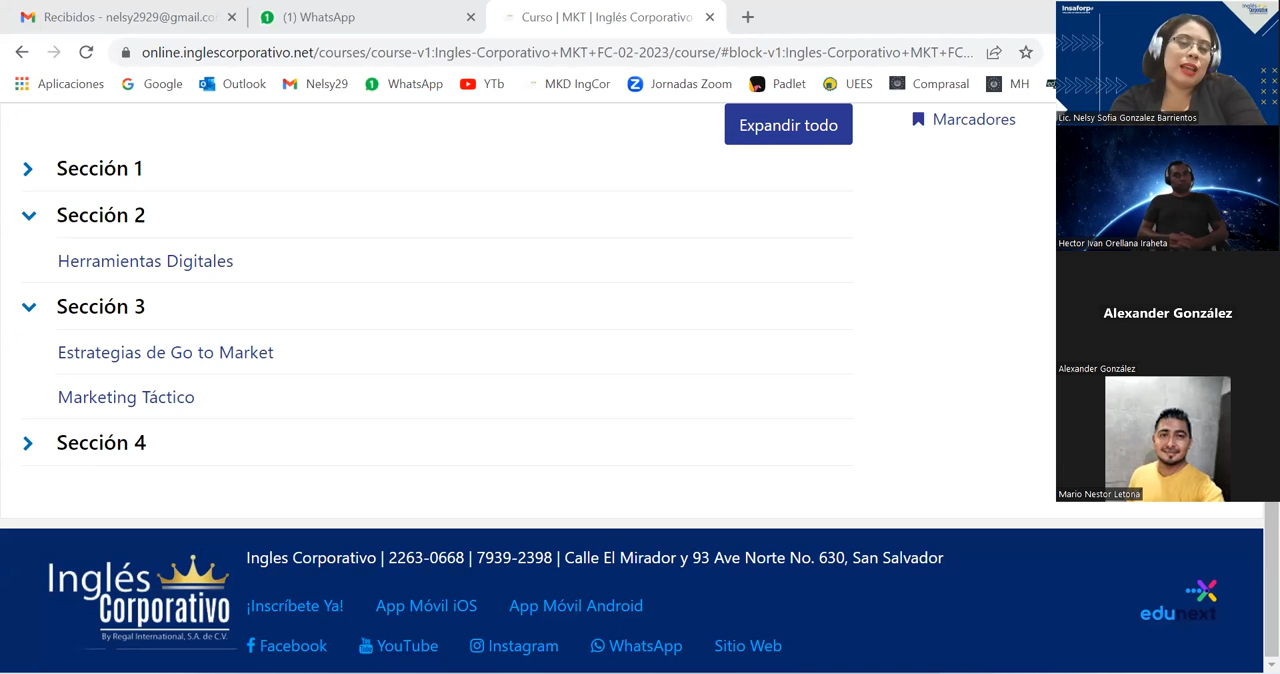 Recibidos - nelsy2929@gmail.co
(1) WhatsApp
Curso | MKT | Inglés Corporativo
online.inglescorporativo.net/courses/course-v1:Ingles-Corporativo+MKT+FC-02-2023/course/#block-v1:Ingles-Corporativo+MKT+FC...
Aplicaciones
Google
Outlook
Nelsy29
WhatsApp
YTb
MKD IngCor
Jornadas Zoom
Padlet
UEES
Comprasal
MH
Expandir todo
Marcadores
Sección 1
Sección 2
Herramientas Digitales
Sección 3
Estrategias de Go to Market
Marketing Táctico
Sección 4
Insaforp
Lic. Nelsy Sofia Gonzalez Barrientos
Hector Ivan Orellana Iraheta
Alexander González
Alexander González
Mario Nestor Letona
Inglés Corporativo
By Regal International, S.A. de C.V.
Ingles Corporativo | 2263-0668 | 7939-2398 | Calle El Mirador y 93 Ave Norte No. 630, San Salvador
¡Inscríbete Ya!
App Móvil iOS
App Móvil Android
Facebook
YouTube
Instagram
WhatsApp
Sitio Web
edunext